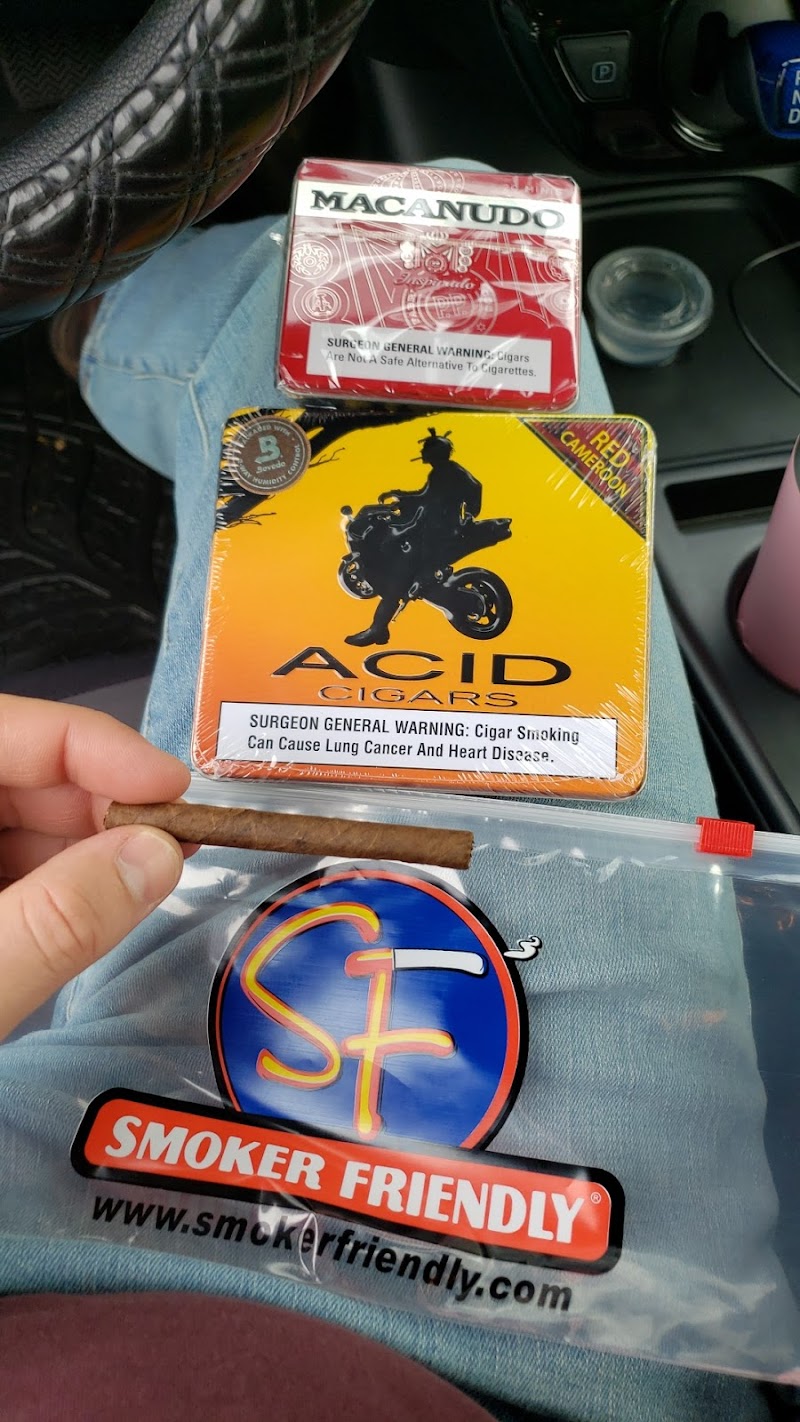 P
P
N
D
MACANUDO
Inspirado
SURGEON GENERAL WARNING: Cigars
Are Not A Safe Alternative To Cigarettes.
B
Boveda
RED
CAMEROON
ACID
CIGARS
SURGEON GENERAL WARNING: Cigar Smoking
Can Cause Lung Cancer And Heart Disease.
SF
SMOKER FRIENDLY®
www.smokerfriendly.com